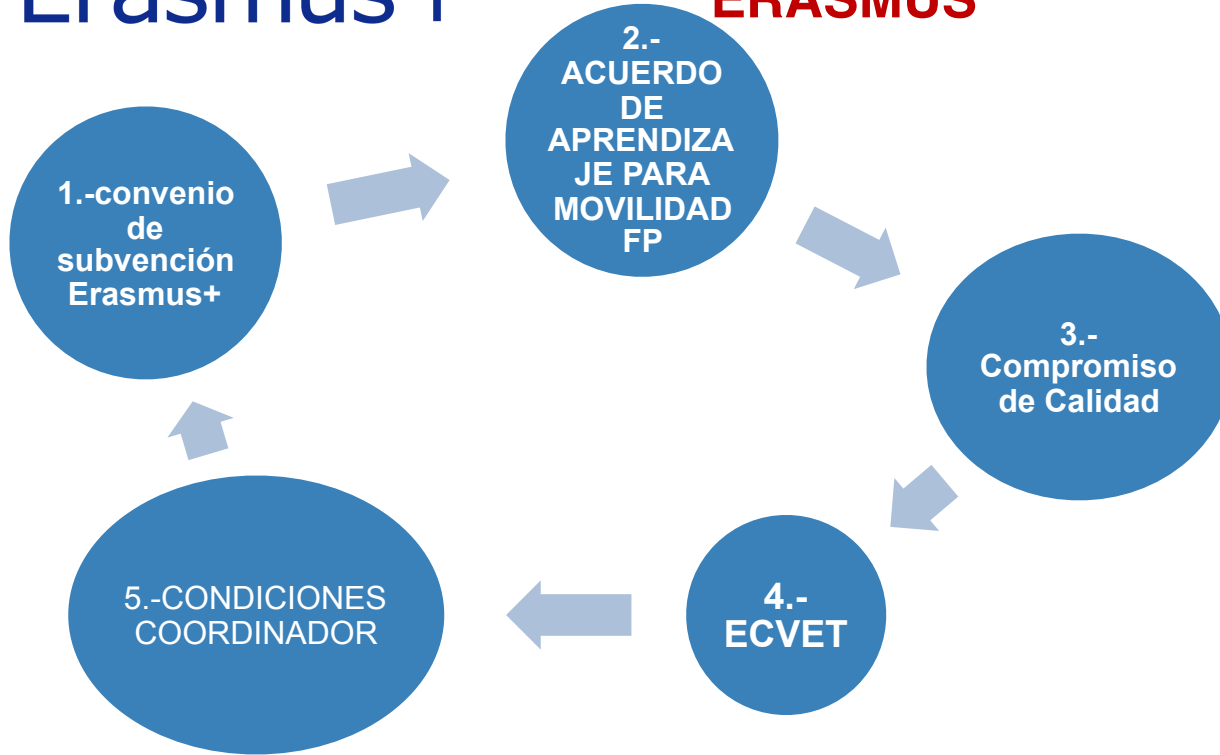 Erasmus+
ERASMUS
1.-convenio
de
subvención
Erasmus+
2.-
ACUERDO
DE
APRENDIZA
JE PARA
MOVILIDAD
FP
3.-
Compromiso
de Calidad
4.-
ECVET
5.-CONDICIONES
COORDINADOR